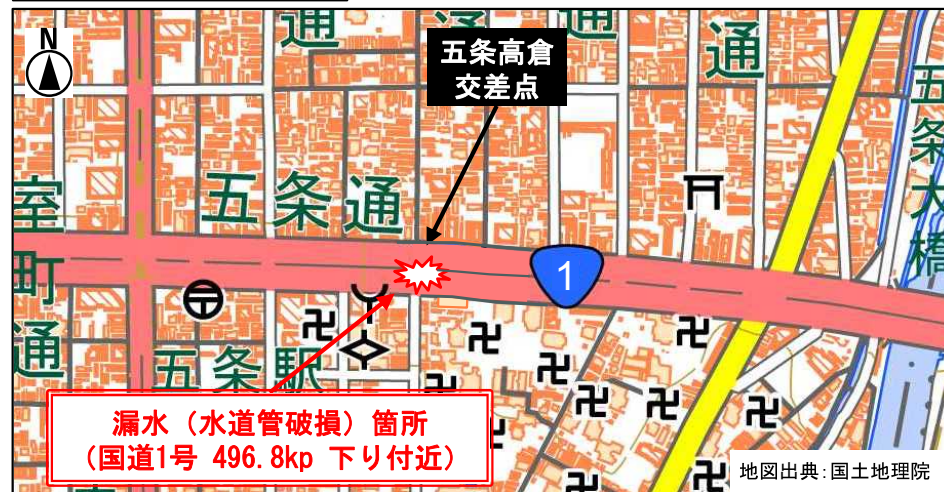 通
通
通
N
五条高倉
交差点
通
五条大橋
五条通
室町通
1
五条駅
漏水（水道管破損）箇所
（国道1号 496.8kp 下り付近）
地図出典：国土地理院